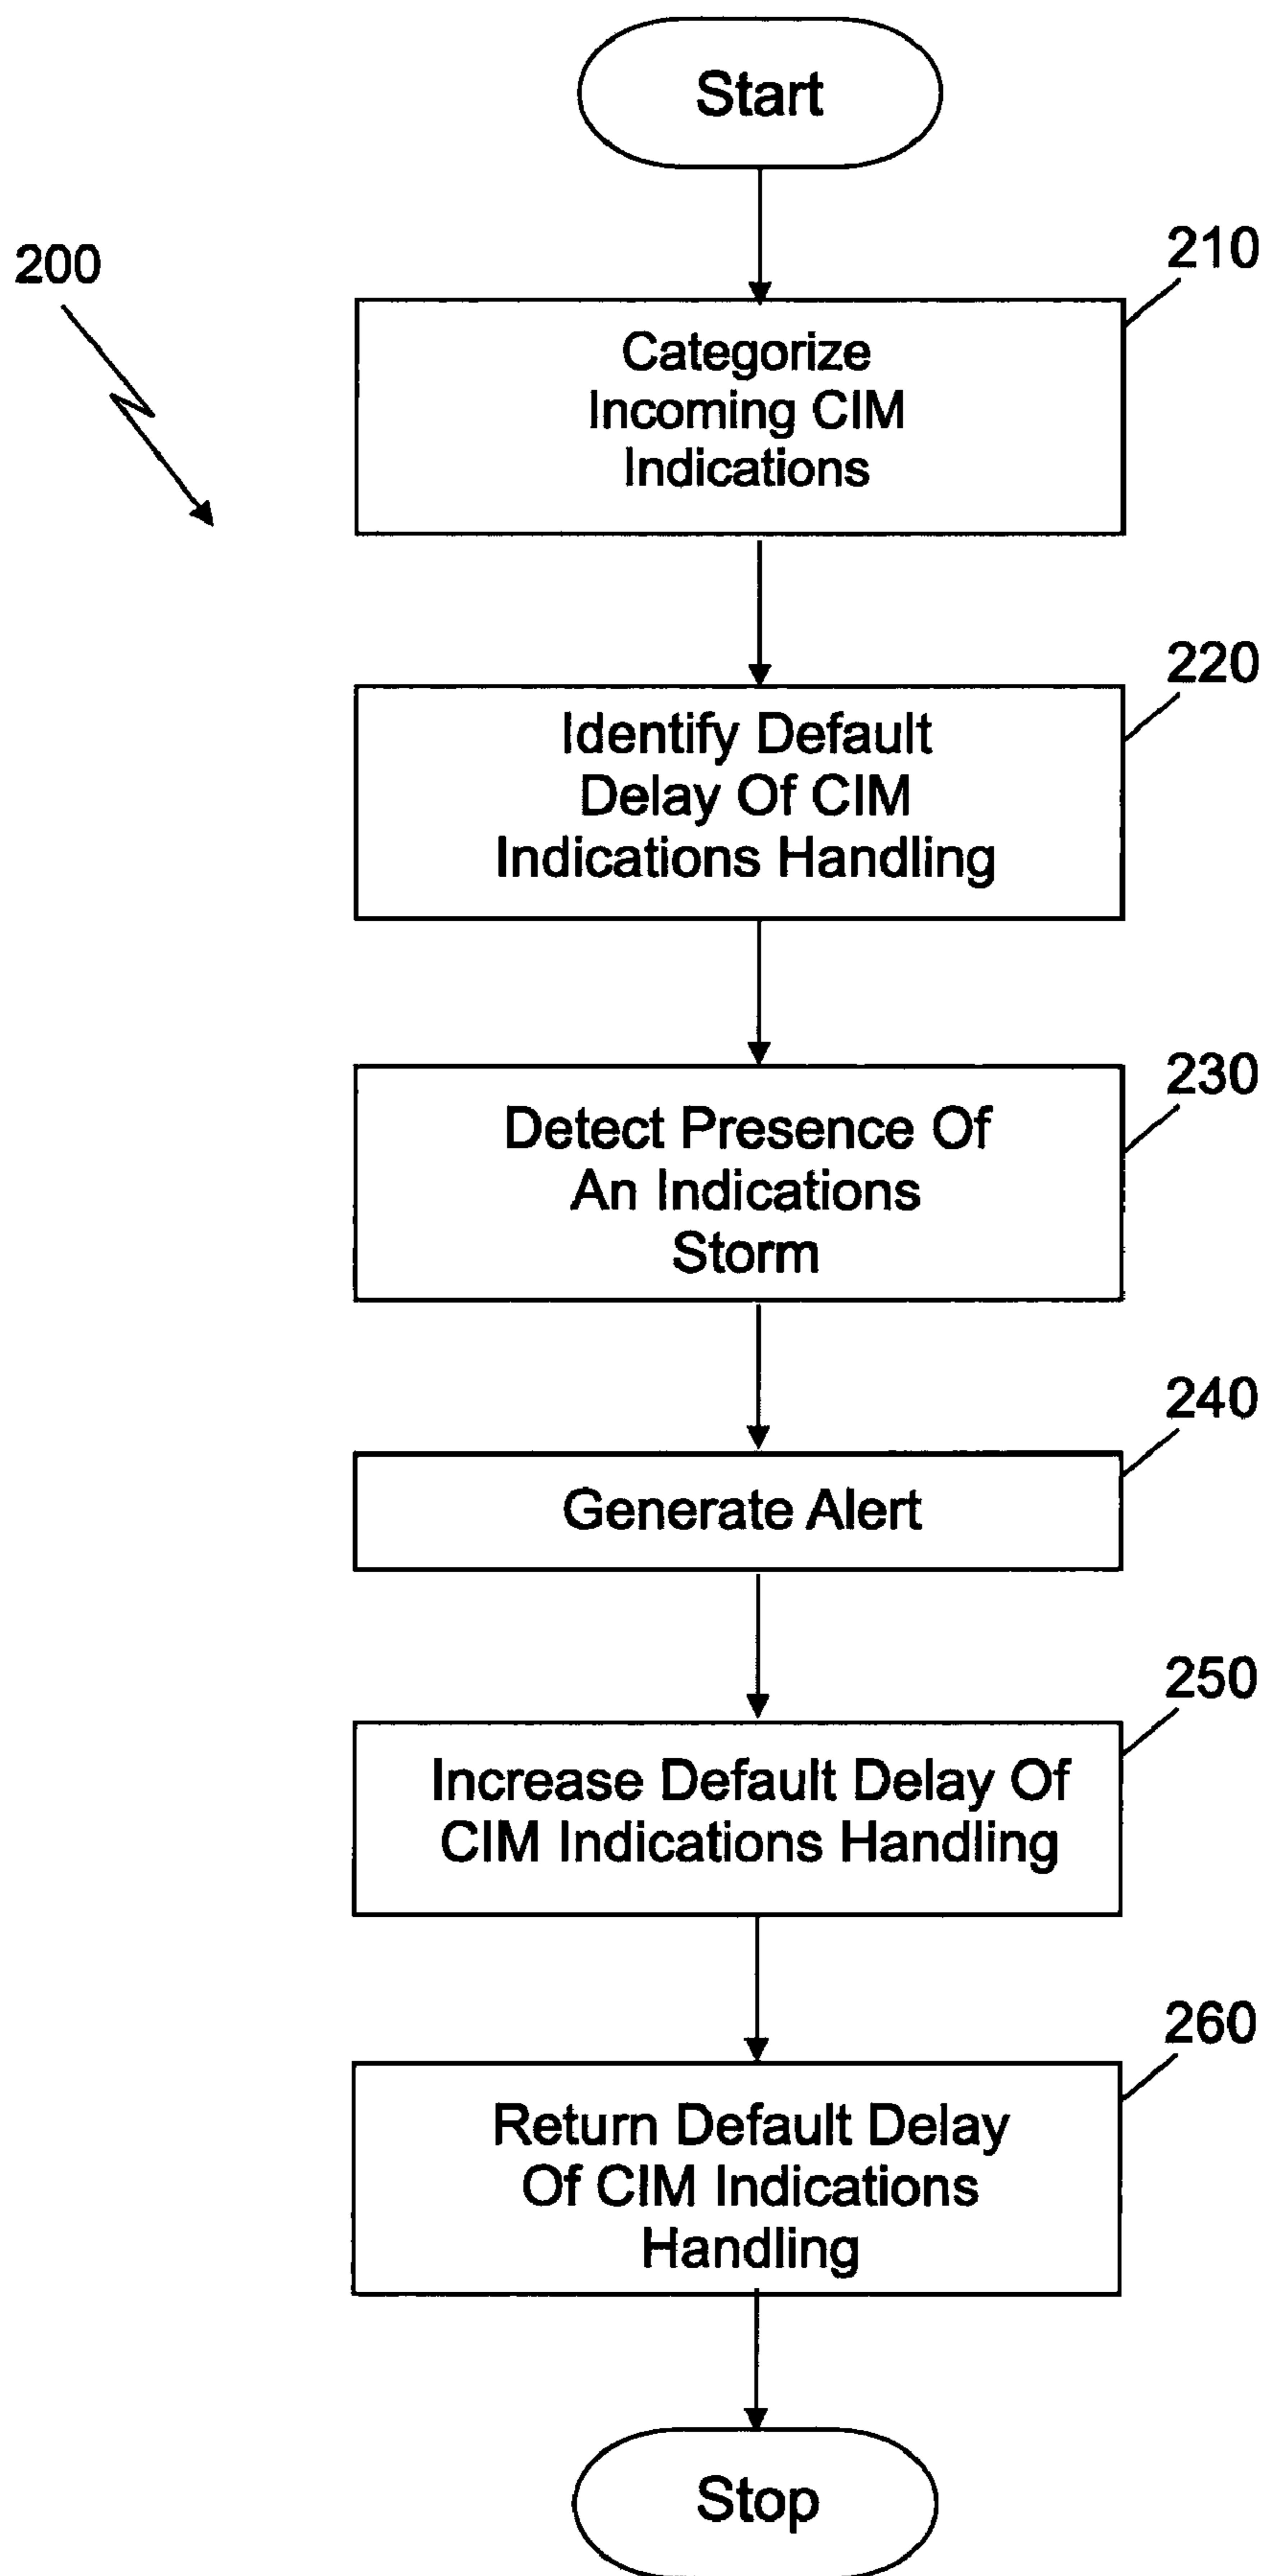 Start
200
210
Categorize
Incoming CIM
Indications
220
Identify Default
Delay Of CIM
Indications Handling
230
Detect Presence Of
An Indications
Storm
240
Generate Alert
250
Increase Default Delay Of
CIM Indications Handling
260
Return Default Delay
Of CIM Indications
Handling
Stop